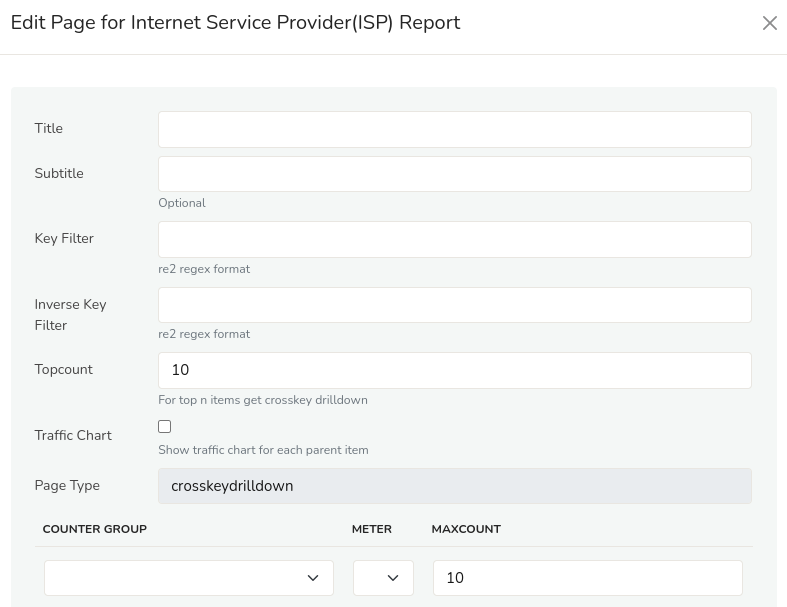 Edit Page for Internet Service Provider(ISP) Report
Title
Subtitle
Optional
Key Filter
re2 regex format
Inverse Key
Filter
re2 regex format
Topcount
10
For top n items get crosskey drilldown
Traffic Chart
Show traffic chart for each parent item
Page Type
crosskeydrilldown
COUNTER GROUP METER MAXCOUNT
10